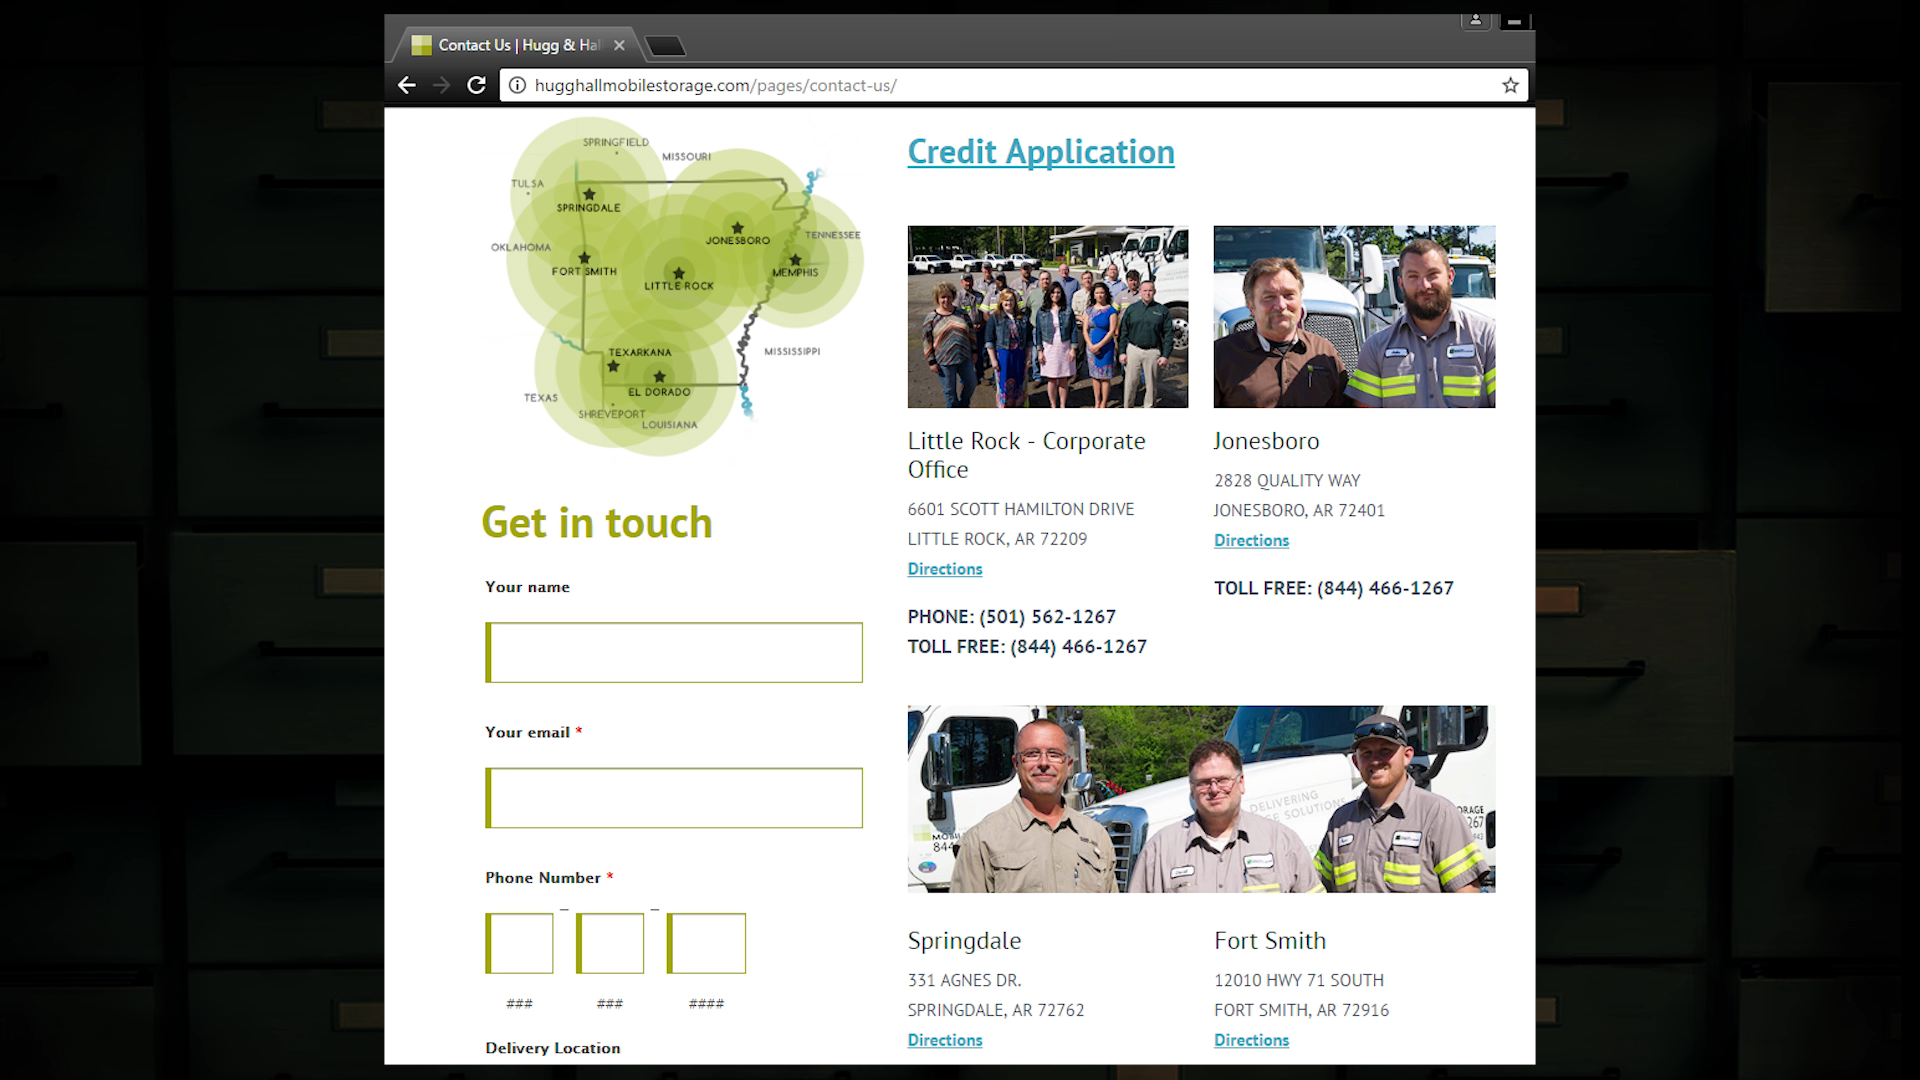 Contact Us | Hugg & Hal
hugghallmobilestorage.com/pages/contact-us/
SPRINGFIELD
MISSOURI
TULSA
SPRINGDALE
OKLAHOMA
JONESBORO
TENNESSEE
FORT SMITH
MEMPHIS
LITTLE ROCK
TEXARKANA
MISSISSIPPI
EL DORADO
TEXAS
SHREVEPORT
LOUISIANA
Get in touch
Your name
Your email *
Phone Number *
– –
### ### ####
Delivery Location
Credit Application
Little Rock - Corporate
Office
6601 SCOTT HAMILTON DRIVE
LITTLE ROCK, AR 72209
Directions
PHONE: (501) 562-1267
TOLL FREE: (844) 466-1267
Jonesboro
2828 QUALITY WAY
JONESBORO, AR 72401
Directions
TOLL FREE: (844) 466-1267
DELIVERING
SOLUTIONS
Springdale
331 AGNES DR.
SPRINGDALE, AR 72762
Directions
Fort Smith
12010 HWY 71 SOUTH
FORT SMITH, AR 72916
Directions